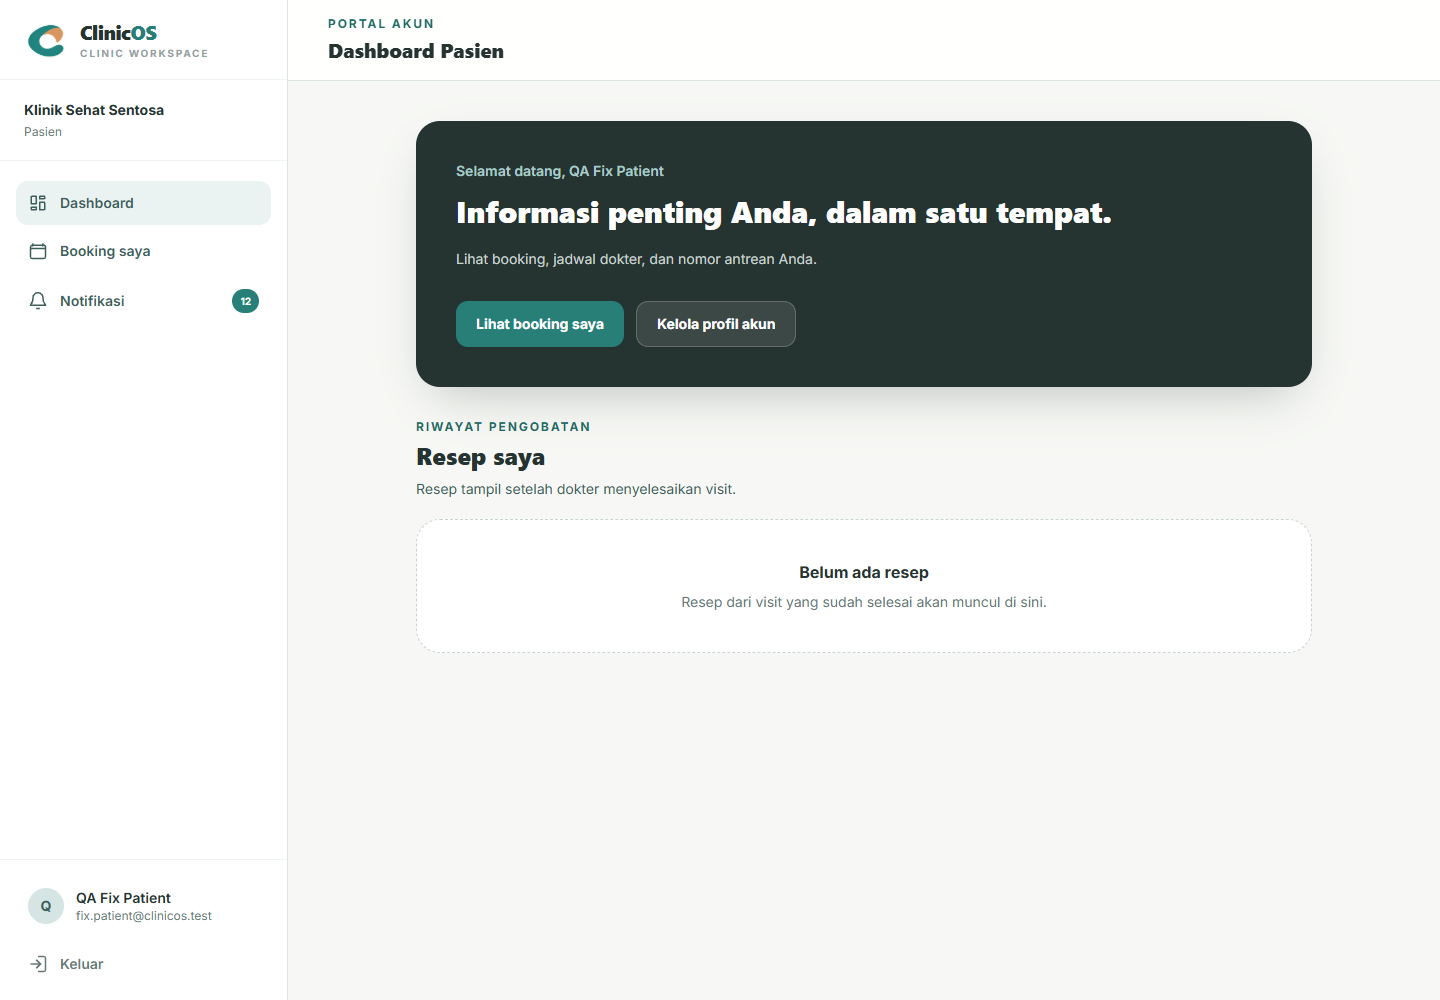 ClinicOS
CLINIC WORKSPACE
Klinik Sehat Sentosa
Pasien
Dashboard
Booking saya
Notifikasi 12
Q
QA Fix Patient
fix.patient@clinicos.test
Keluar
PORTAL AKUN
Dashboard Pasien
Selamat datang, QA Fix Patient
Informasi penting Anda, dalam satu tempat.
Lihat booking, jadwal dokter, dan nomor antrean Anda.
Lihat booking saya Kelola profil akun
RIWAYAT PENGOBATAN
Resep saya
Resep tampil setelah dokter menyelesaikan visit.
Belum ada resep
Resep dari visit yang sudah selesai akan muncul di sini.